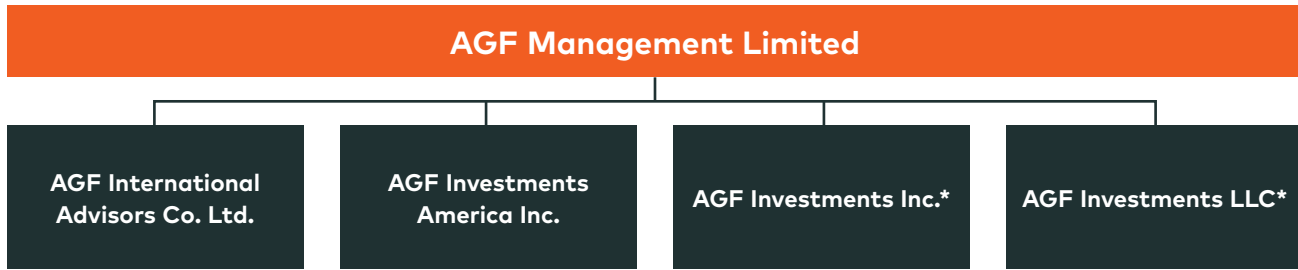 AGF Management Limited
AGF International
Advisors Co. Ltd.
AGF Investments
America Inc.
AGF Investments Inc.*
AGF Investments LLC*